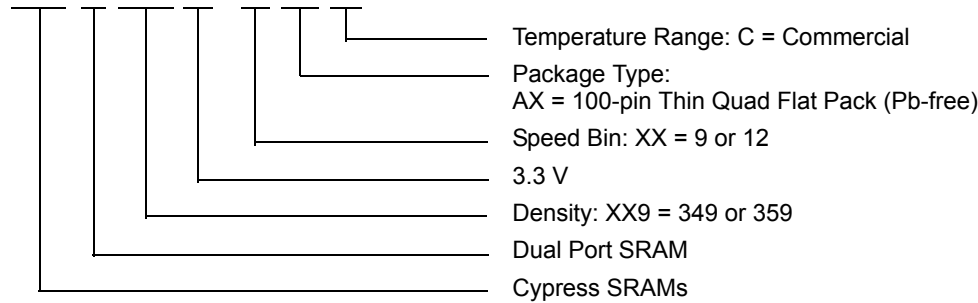 Temperature Range: C = Commercial
Package Type:
AX = 100-pin Thin Quad Flat Pack (Pb-free)
Speed Bin: XX = 9 or 12
3.3 V
Density: XX9 = 349 or 359
Dual Port SRAM
Cypress SRAMs